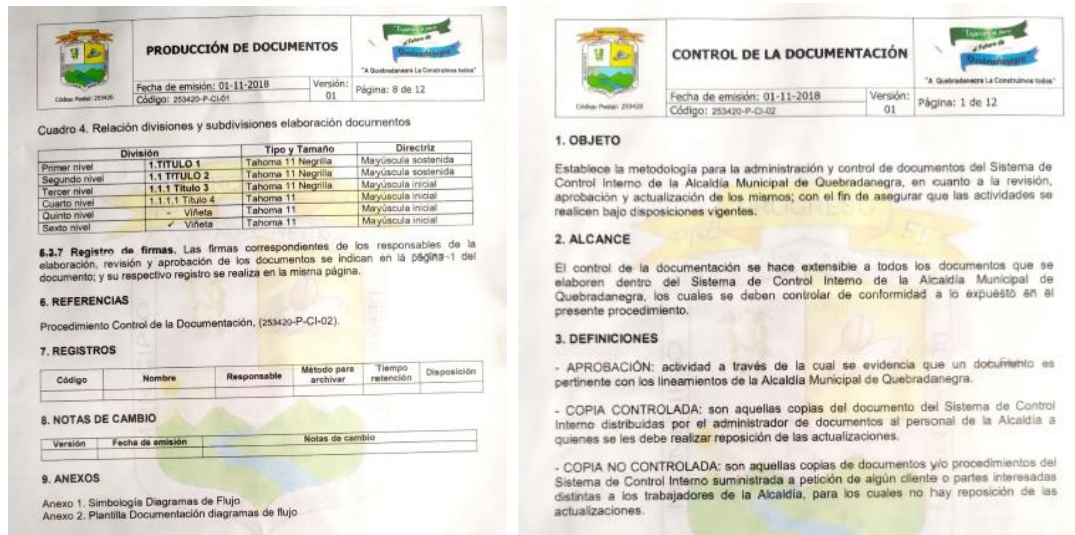 PRODUCCIÓN DE DOCUMENTOS
"A Quebradanegra La Construimos todos"
Código Postal: 253420
Fecha de emisión: 01-11-2018
Código: 253420-P-CI-01
Versión:
01
Página: 8 de 12
Cuadro 4. Relación divisiones y subdivisiones elaboración documentos
División Tipo y Tamaño Directriz
Primer nivel 1.TITULO 1 Tahoma 11 Negrilla Mayúscula sostenida
Segundo nivel 1.1 TITULO 2 Tahoma 11 Negrilla Mayúscula sostenida
Tercer nivel 1.1.1 Titulo 3 Tahoma 11 Negrilla Mayúscula inicial
Cuarto nivel 1.1.1.1 Titulo 4 Tahoma 11 Mayúscula inicial
Quinto nivel - Viñeta Tahoma 11 Mayúscula inicial
Sexto nivel ✓ Viñeta Tahoma 11 Mayúscula inicial
5.2.7 Registro de firmas. Las firmas correspondientes de los responsables de la
elaboración, revisión y aprobación de los documentos se indican en la página 1 del
documento; y su respectivo registro se realiza en la misma página.
6. REFERENCIAS
Procedimiento Control de la Documentación, (253420-P-CI-02).
7. REGISTROS
Código Nombre Responsable Método para archivar Tiempo retención Disposición
8. NOTAS DE CAMBIO
Versión Fecha de emisión Notas de cambio
9. ANEXOS
Anexo 1. Simbología Diagramas de Flujo
Anexo 2. Plantilla Documentación diagramas de flujo
CONTROL DE LA DOCUMENTACIÓN
"A Quebradanegra La Construimos todos"
Código Postal: 253420
Fecha de emisión: 01-11-2018
Código: 253420-P-CI-02
Versión:
01
Página: 1 de 12
1. OBJETO
Establece la metodología para la administración y control de documentos del Sistema de
Control Interno de la Alcaldía Municipal de Quebradanegra, en cuanto a la revisión,
aprobación y actualización de los mismos; con el fin de asegurar que las actividades se
realicen bajo disposiciones vigentes.
2. ALCANCE
El control de la documentación se hace extensible a todos los documentos que se
elaboren dentro del Sistema de Control Interno de la Alcaldía Municipal de
Quebradanegra, los cuales se deben controlar de conformidad a lo expuesto en el
presente procedimiento.
3. DEFINICIONES
- APROBACIÓN: actividad a través de la cual se evidencia que un documento es
pertinente con los lineamientos de la Alcaldía Municipal de Quebradanegra.
- COPIA CONTROLADA: son aquellas copias del documento del Sistema de Control
Interno distribuidas por el administrador de documentos al personal de la Alcaldía a
quienes se les debe realizar reposición de las actualizaciones.
- COPIA NO CONTROLADA: son aquellas copias de documentos y/o procedimientos del
Sistema de Control Interno suministrada a petición de algún cliente o partes interesadas
distintas a los trabajadores de la Alcaldía, para los cuales no hay reposición de las
actualizaciones.